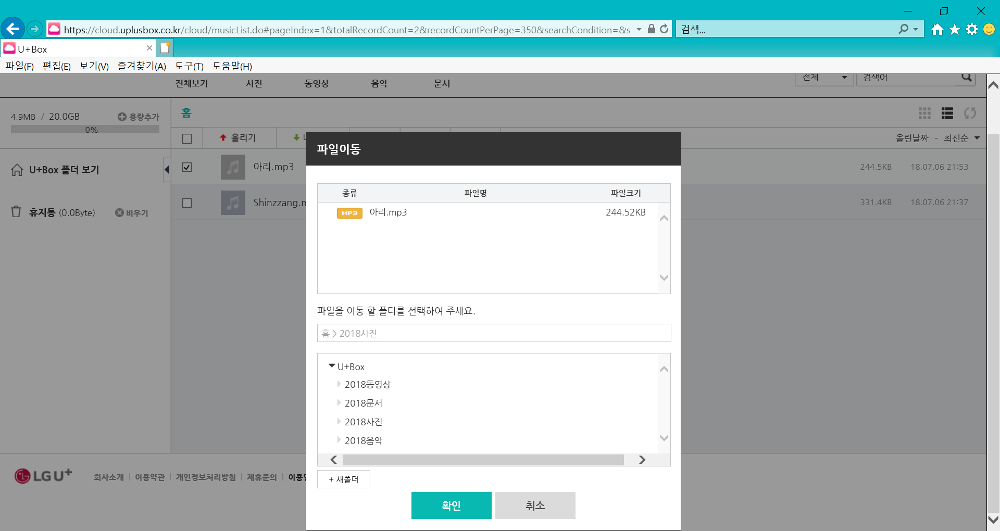 https://cloud.uplusbox.co.kr/cloud/musicList.do#pageIndex=1&totalRecordCount=2&recordCountPerPage=350&searchCondition=&s
검색...
U+Box
파일(F) 편집(E) 보기(V) 즐겨찾기(A) 도구(T) 도움말(H)
전체보기 사진 동영상 음악 문서
전체
검색어
4.9MB / 20.0GB
용량추가
0%
홈
올리기
올린날짜 - 최신순
U+Box 폴더 보기
휴지통 (0.0Byte)
비우기
아리.mp3 244.5KB 18.07.06 21:53
Shinzzang.m 331.4KB 18.07.06 21:37
파일이동
종류 파일명 파일크기
MP3 아리.mp3 244.52KB
파일을 이동 할 폴더를 선택하여 주세요.
홈 > 2018사진
U+Box
2018동영상
2018문서
2018사진
2018음악
+ 새폴더
확인 취소
LG U+
회사소개 | 이용약관 | 개인정보처리방침 | 제휴문의 |